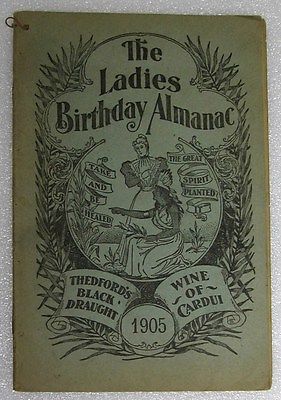 The
Ladies
Birthday Almanac
TAKE
AND
BE
HEALED
THE GREAT
SPIRIT
PLANTED
IT
THEDFORD'S
BLACK
DRAUGHT
WINE
OF
CARDUI
1905